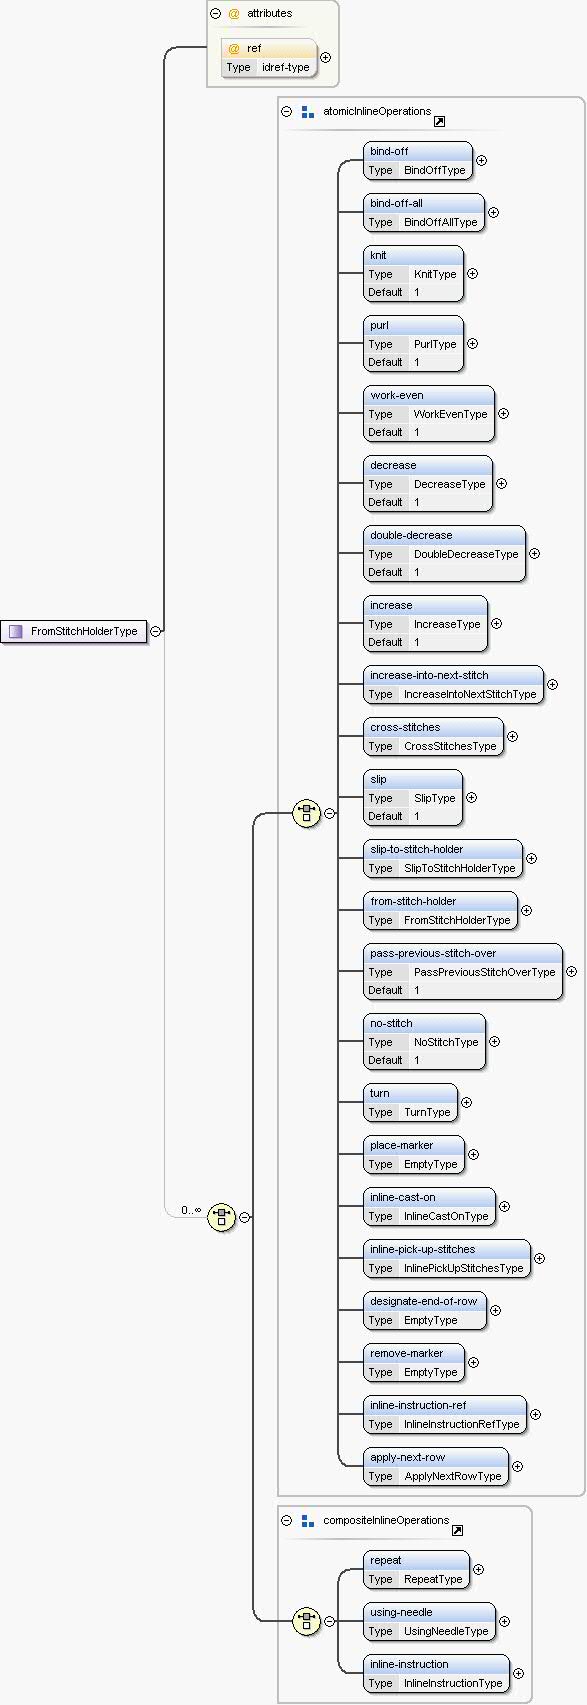 attributes
@ ref
Type idref-type
atomicInlineOperations
bind-off
Type BindOffType
bind-off-all
Type BindOffAllType
knit
Type KnitType
Default 1
purl
Type PurlType
Default 1
work-even
Type WorkEvenType
Default 1
decrease
Type DecreaseType
Default 1
double-decrease
Type DoubleDecreaseType
Default 1
increase
Type IncreaseType
Default 1
FromStitchHolderType
increase-into-next-stitch
Type IncreaseIntoNextStitchType
cross-stitches
Type CrossStitchesType
slip
Type SlipType
Default 1
slip-to-stitch-holder
Type SlipToStitchHolderType
from-stitch-holder
Type FromStitchHolderType
pass-previous-stitch-over
Type PassPreviousStitchOverType
Default 1
no-stitch
Type NoStitchType
Default 1
turn
Type TurnType
place-marker
Type EmptyType
inline-cast-on
Type InlineCastOnType
0..∞
inline-pick-up-stitches
Type InlinePickUpStitchesType
designate-end-of-row
Type EmptyType
remove-marker
Type EmptyType
inline-instruction-ref
Type InlineInstructionRefType
apply-next-row
Type ApplyNextRowType
compositeInlineOperations
repeat
Type RepeatType
using-needle
Type UsingNeedleType
inline-instruction
Type InlineInstructionType